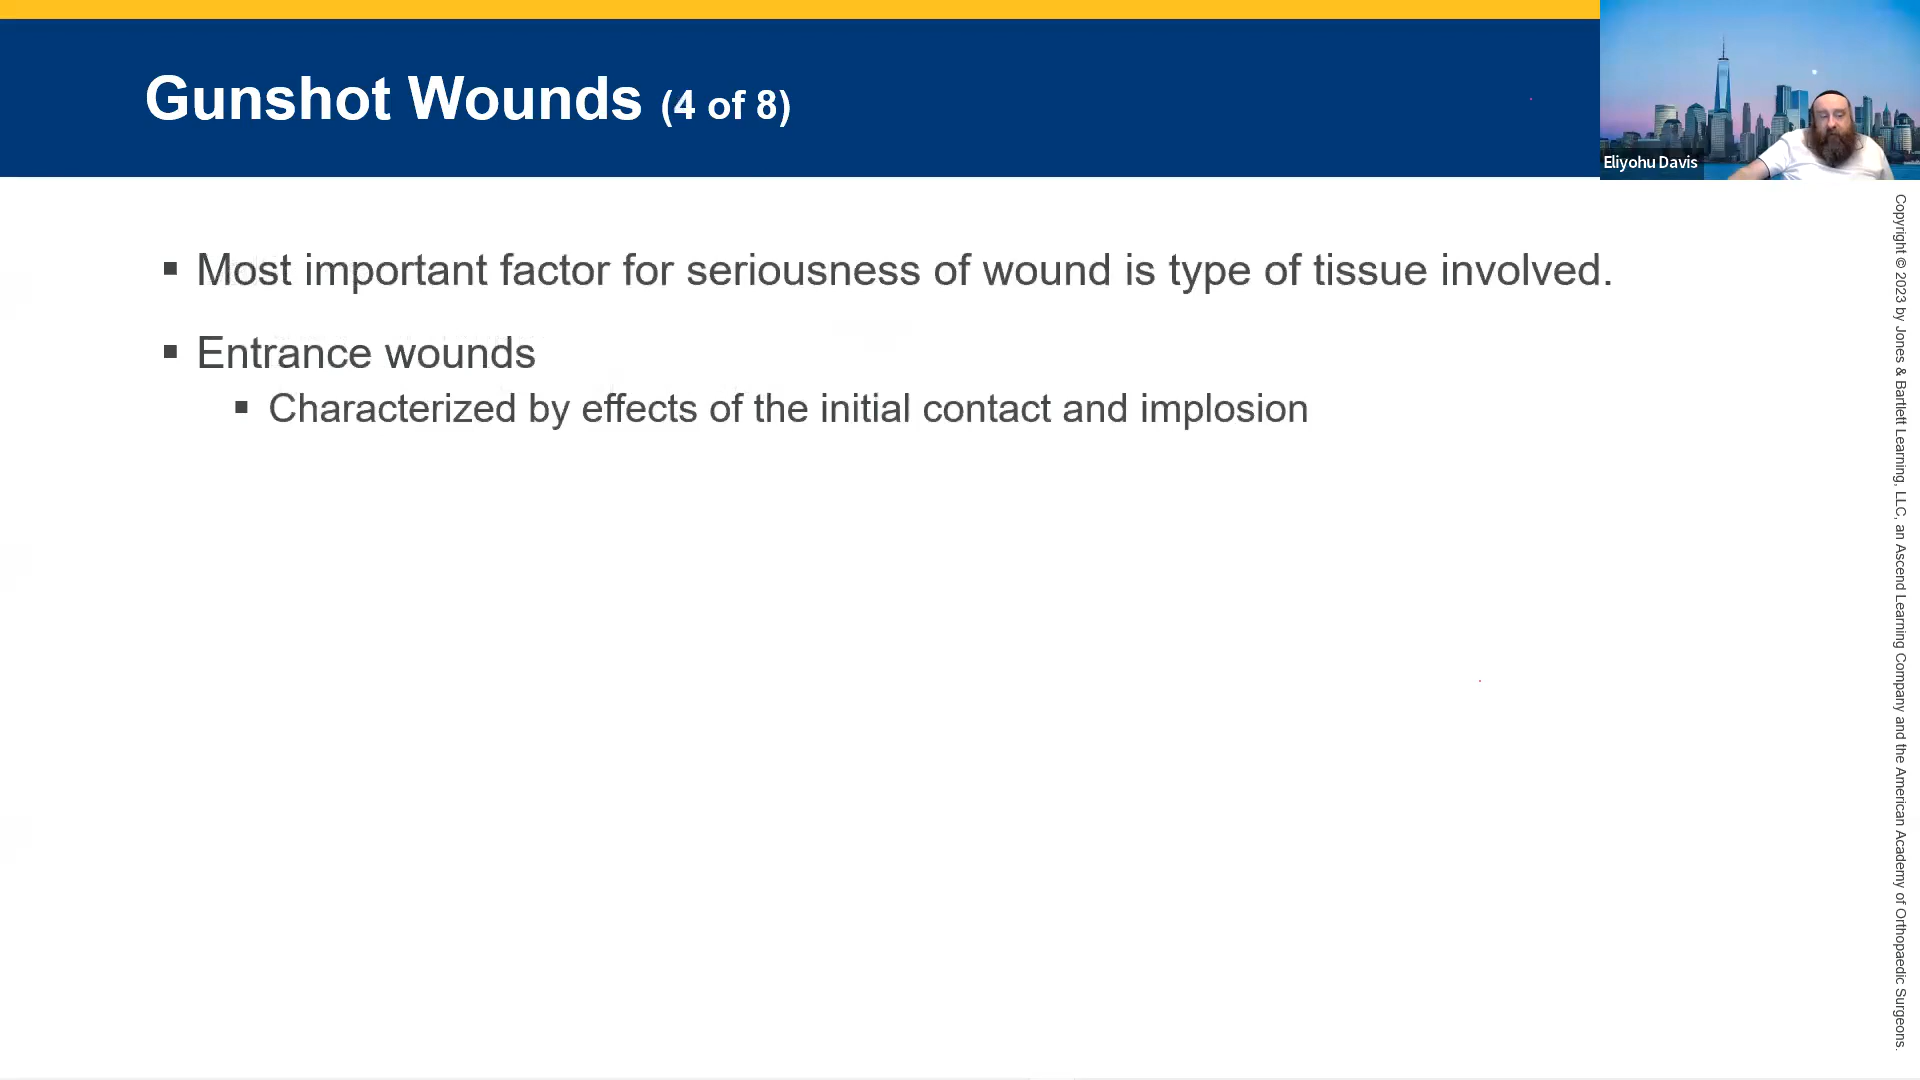 Gunshot Wounds (4 of 8)
Eliyohu Davis
▪ Most important factor for seriousness of wound is type of tissue involved.
▪ Entrance wounds
▪ Characterized by effects of the initial contact and implosion
Copyright © 2023 by Jones & Bartlett Learning, LLC, an Ascend Learning Company and the American Academy of Orthopaedic Surgeons.